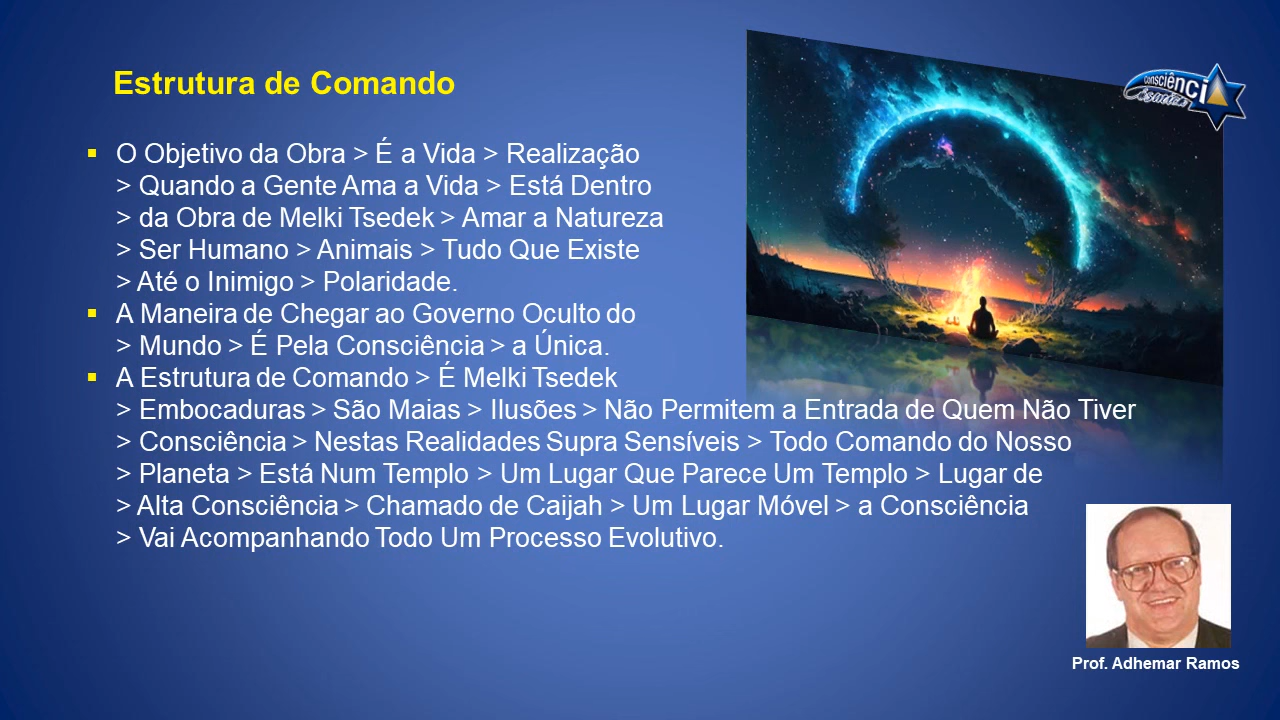 Estrutura de Comando
consciênci
Cósmica
▪ O Objetivo da Obra > É a Vida > Realização
> Quando a Gente Ama a Vida > Está Dentro
> da Obra de Melki Tsedek > Amar a Natureza
> Ser Humano > Animais > Tudo Que Existe
> Até o Inimigo > Polaridade.
▪ A Maneira de Chegar ao Governo Oculto do
> Mundo > É Pela Consciência > a Única.
▪ A Estrutura de Comando > É Melki Tsedek
> Embocaduras > São Maias > Ilusões > Não Permitem a Entrada de Quem Não Tiver
> Consciência > Nestas Realidades Supra Sensíveis > Todo Comando do Nosso
> Planeta > Está Num Templo > Um Lugar Que Parece Um Templo > Lugar de
> Alta Consciência > Chamado de Caijah > Um Lugar Móvel > a Consciência
> Vai Acompanhando Todo Um Processo Evolutivo.
Prof. Adhemar Ramos